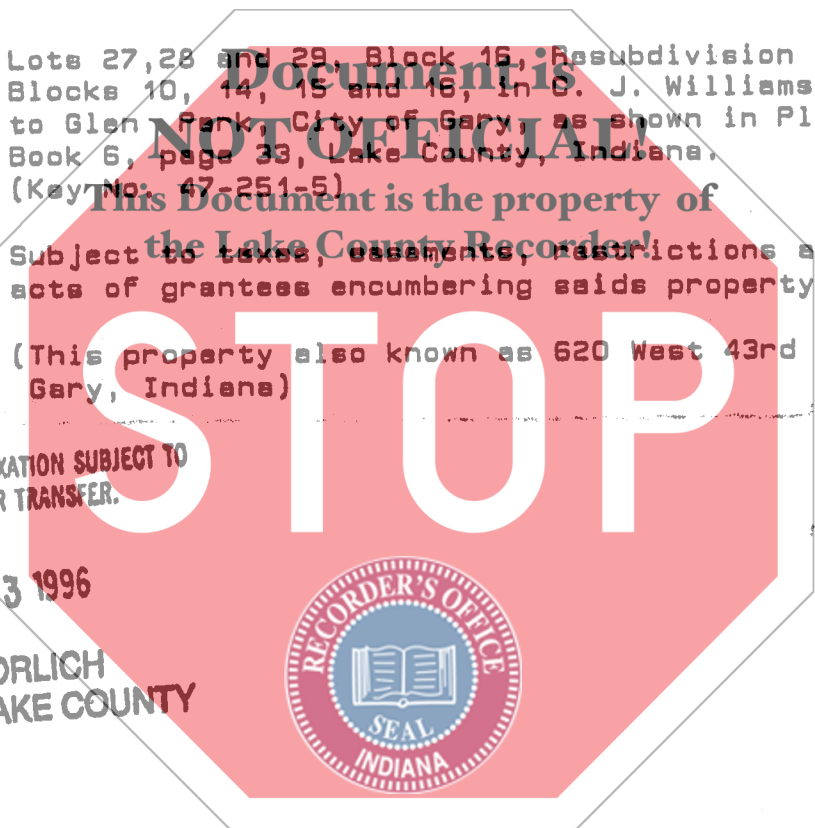 Lots 27,28 and 29, Block 15, Resubdivision
Blocks 10, 14, 15 and 16, in J. Williams
to Glen Park, City of Gary, as shown in Pl
Book 6, page 33, Lake County, Indiana.
(Key No. 47-251-5)
Document is
NOT OFFICIAL!
This Document is the property of
the Lake County Recorder!
Subject to taxes, easements, restrictions a
acts of grantees encumbering saids property
(This property also known as 620 West 43rd
Gary, Indiana)
STOP
XATION SUBJECT TO
R TRANSFER.
3 1996
ORLICH
AKE COUNTY
RECORDER'S OFFICE
SEAL
INDIANA